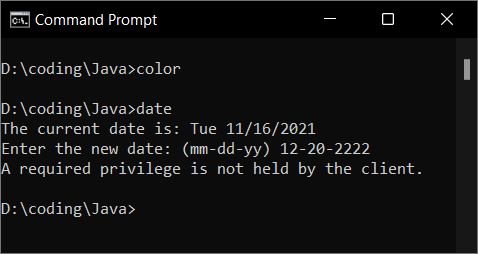 Command Prompt
D:\coding\Java>color
D:\coding\Java>date
The current date is: Tue 11/16/2021
Enter the new date: (mm-dd-yy) 12-20-2222
A required privilege is not held by the client.
D:\coding\Java>